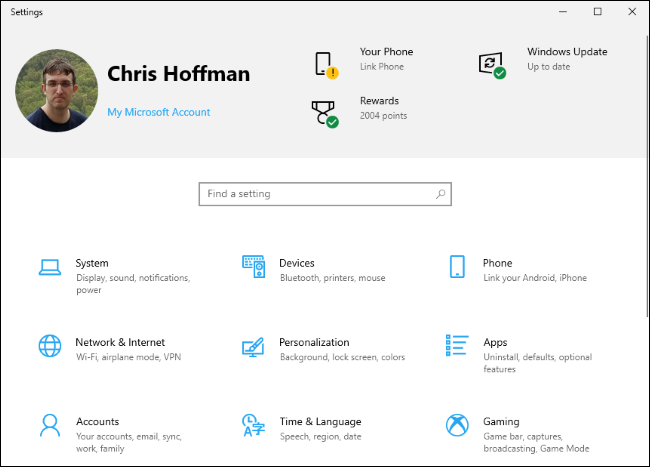 Settings
Chris Hoffman
My Microsoft Account
Your Phone
Link Phone
Windows Update
Up to date
Rewards
2004 points
Find a setting
System
Display, sound, notifications,
power
Devices
Bluetooth, printers, mouse
Phone
Link your Android, iPhone
Network & Internet
Wi-Fi, airplane mode, VPN
Personalization
Background, lock screen, colors
Apps
Uninstall, defaults, optional
features
Accounts
Your accounts, email, sync,
work, family
A字
Time & Language
Speech, region, date
Gaming
Game bar, captures,
broadcasting, Game Mode